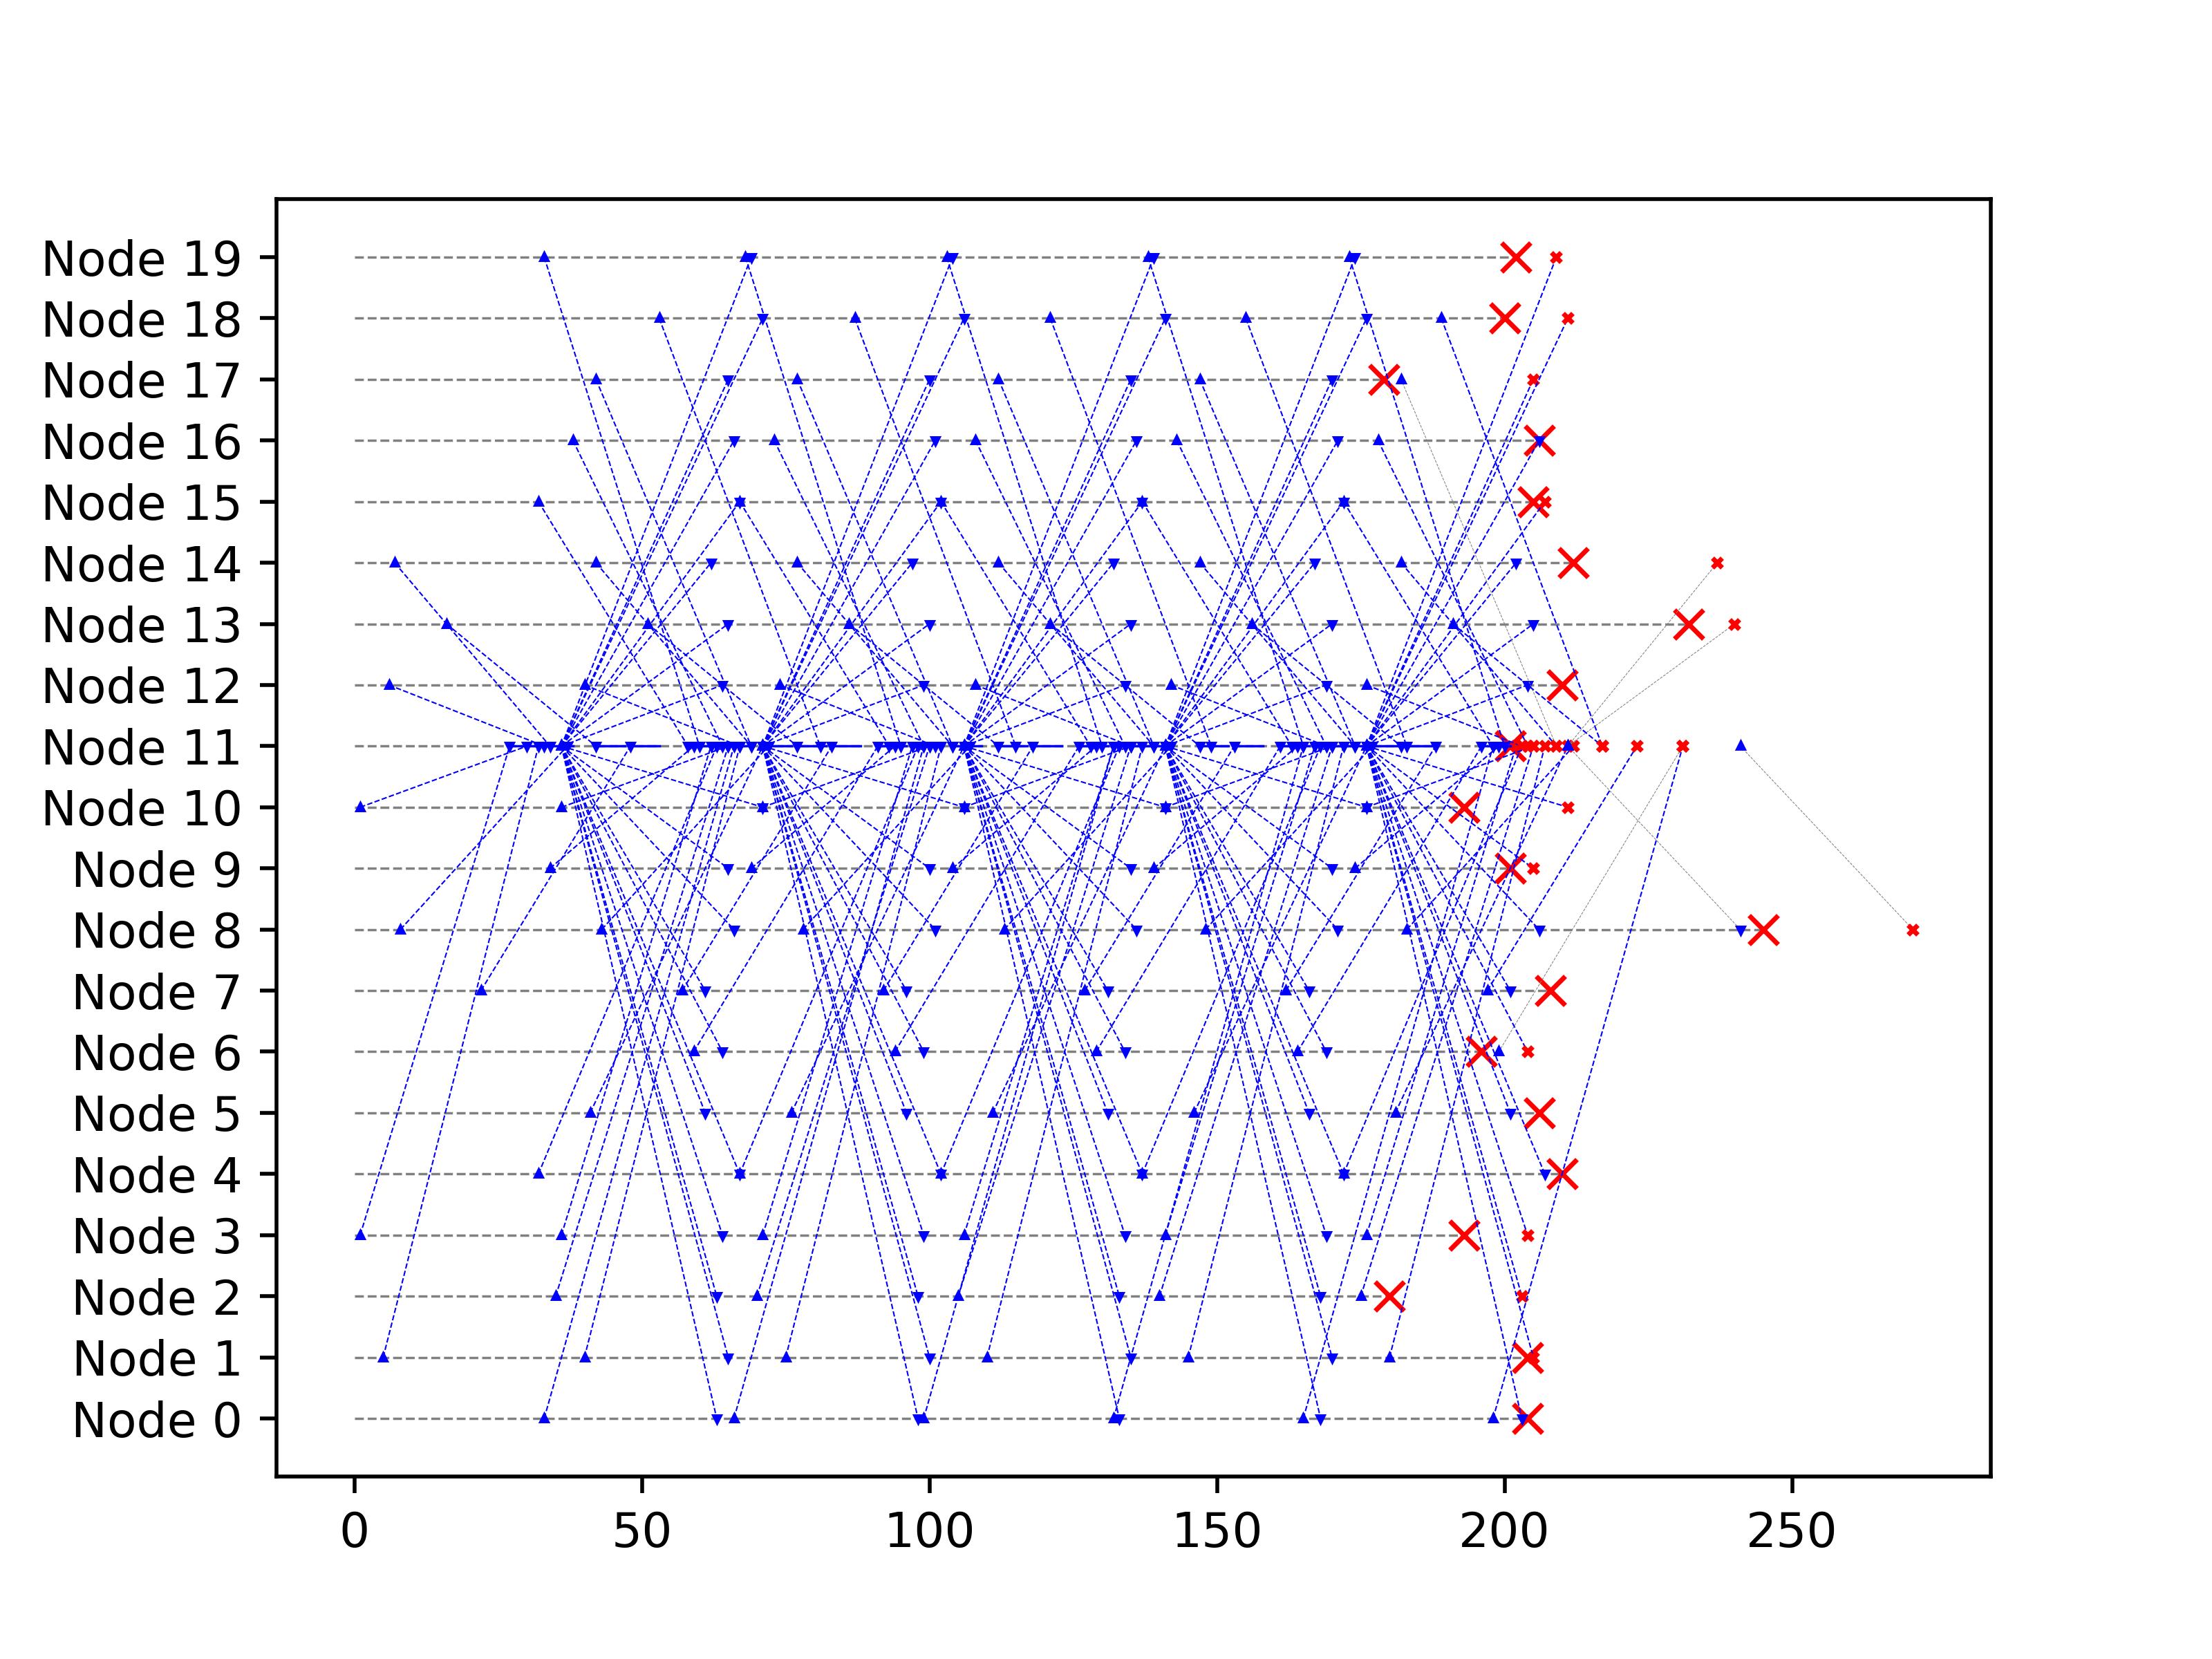 Node 19
Node 18
Node 17
Node 16
Node 15
Node 14
Node 13
Node 12
Node 11
Node 10
Node 9
Node 8
Node 7
Node 6
Node 5
Node 4
Node 3
Node 2
Node 1
Node 0
0 50 100 150 200 250